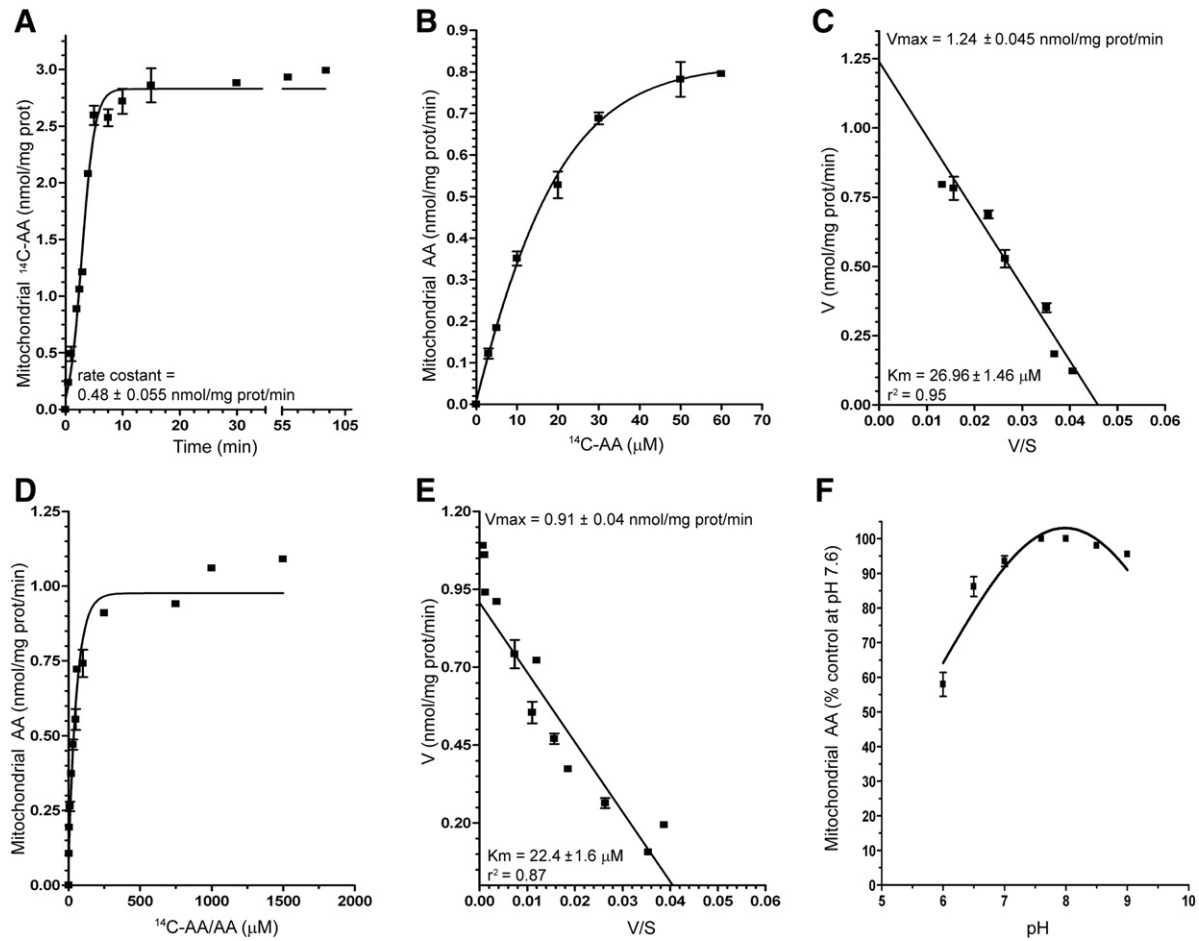 A
Mitochondrial ¹⁴C-AA (nmol/mg prot)
3.0
2.5
2.0
1.5
1.0
0.5
0.0
rate costant =
0.48 ± 0.055 nmol/mg prot/min
0 10 20 30 55 105
Time (min)
B
Mitochondrial AA (nmol/mg prot/min)
0.9
0.8
0.7
0.6
0.5
0.4
0.3
0.2
0.1
0.0
0 10 20 30 40 50 60 70
¹⁴C-AA (μM)
C
Vmax = 1.24 ± 0.045 nmol/mg prot/min
V (nmol/mg prot/min)
1.25
1.00
0.75
0.50
0.25
0.00
Km = 26.96 ± 1.46 μM
r² = 0.95
0.00 0.01 0.02 0.03 0.04 0.05 0.06
V/S
D
Mitochondrial AA (nmol/mg prot/min)
1.25
1.00
0.75
0.50
0.25
0.00
0 500 1000 1500 2000
¹⁴C-AA/AA (μM)
E
Vmax = 0.91 ± 0.04 nmol/mg prot/min
V (nmol/mg prot/min)
1.20
0.95
0.70
0.45
0.20
Km = 22.4 ± 1.6 μM
r² = 0.87
0.00 0.01 0.02 0.03 0.04 0.05 0.06
V/S
F
Mitochondrial AA (% control at pH 7.6)
100
90
80
70
60
50
40
30
20
10
0
5 6 7 8 9 10
pH